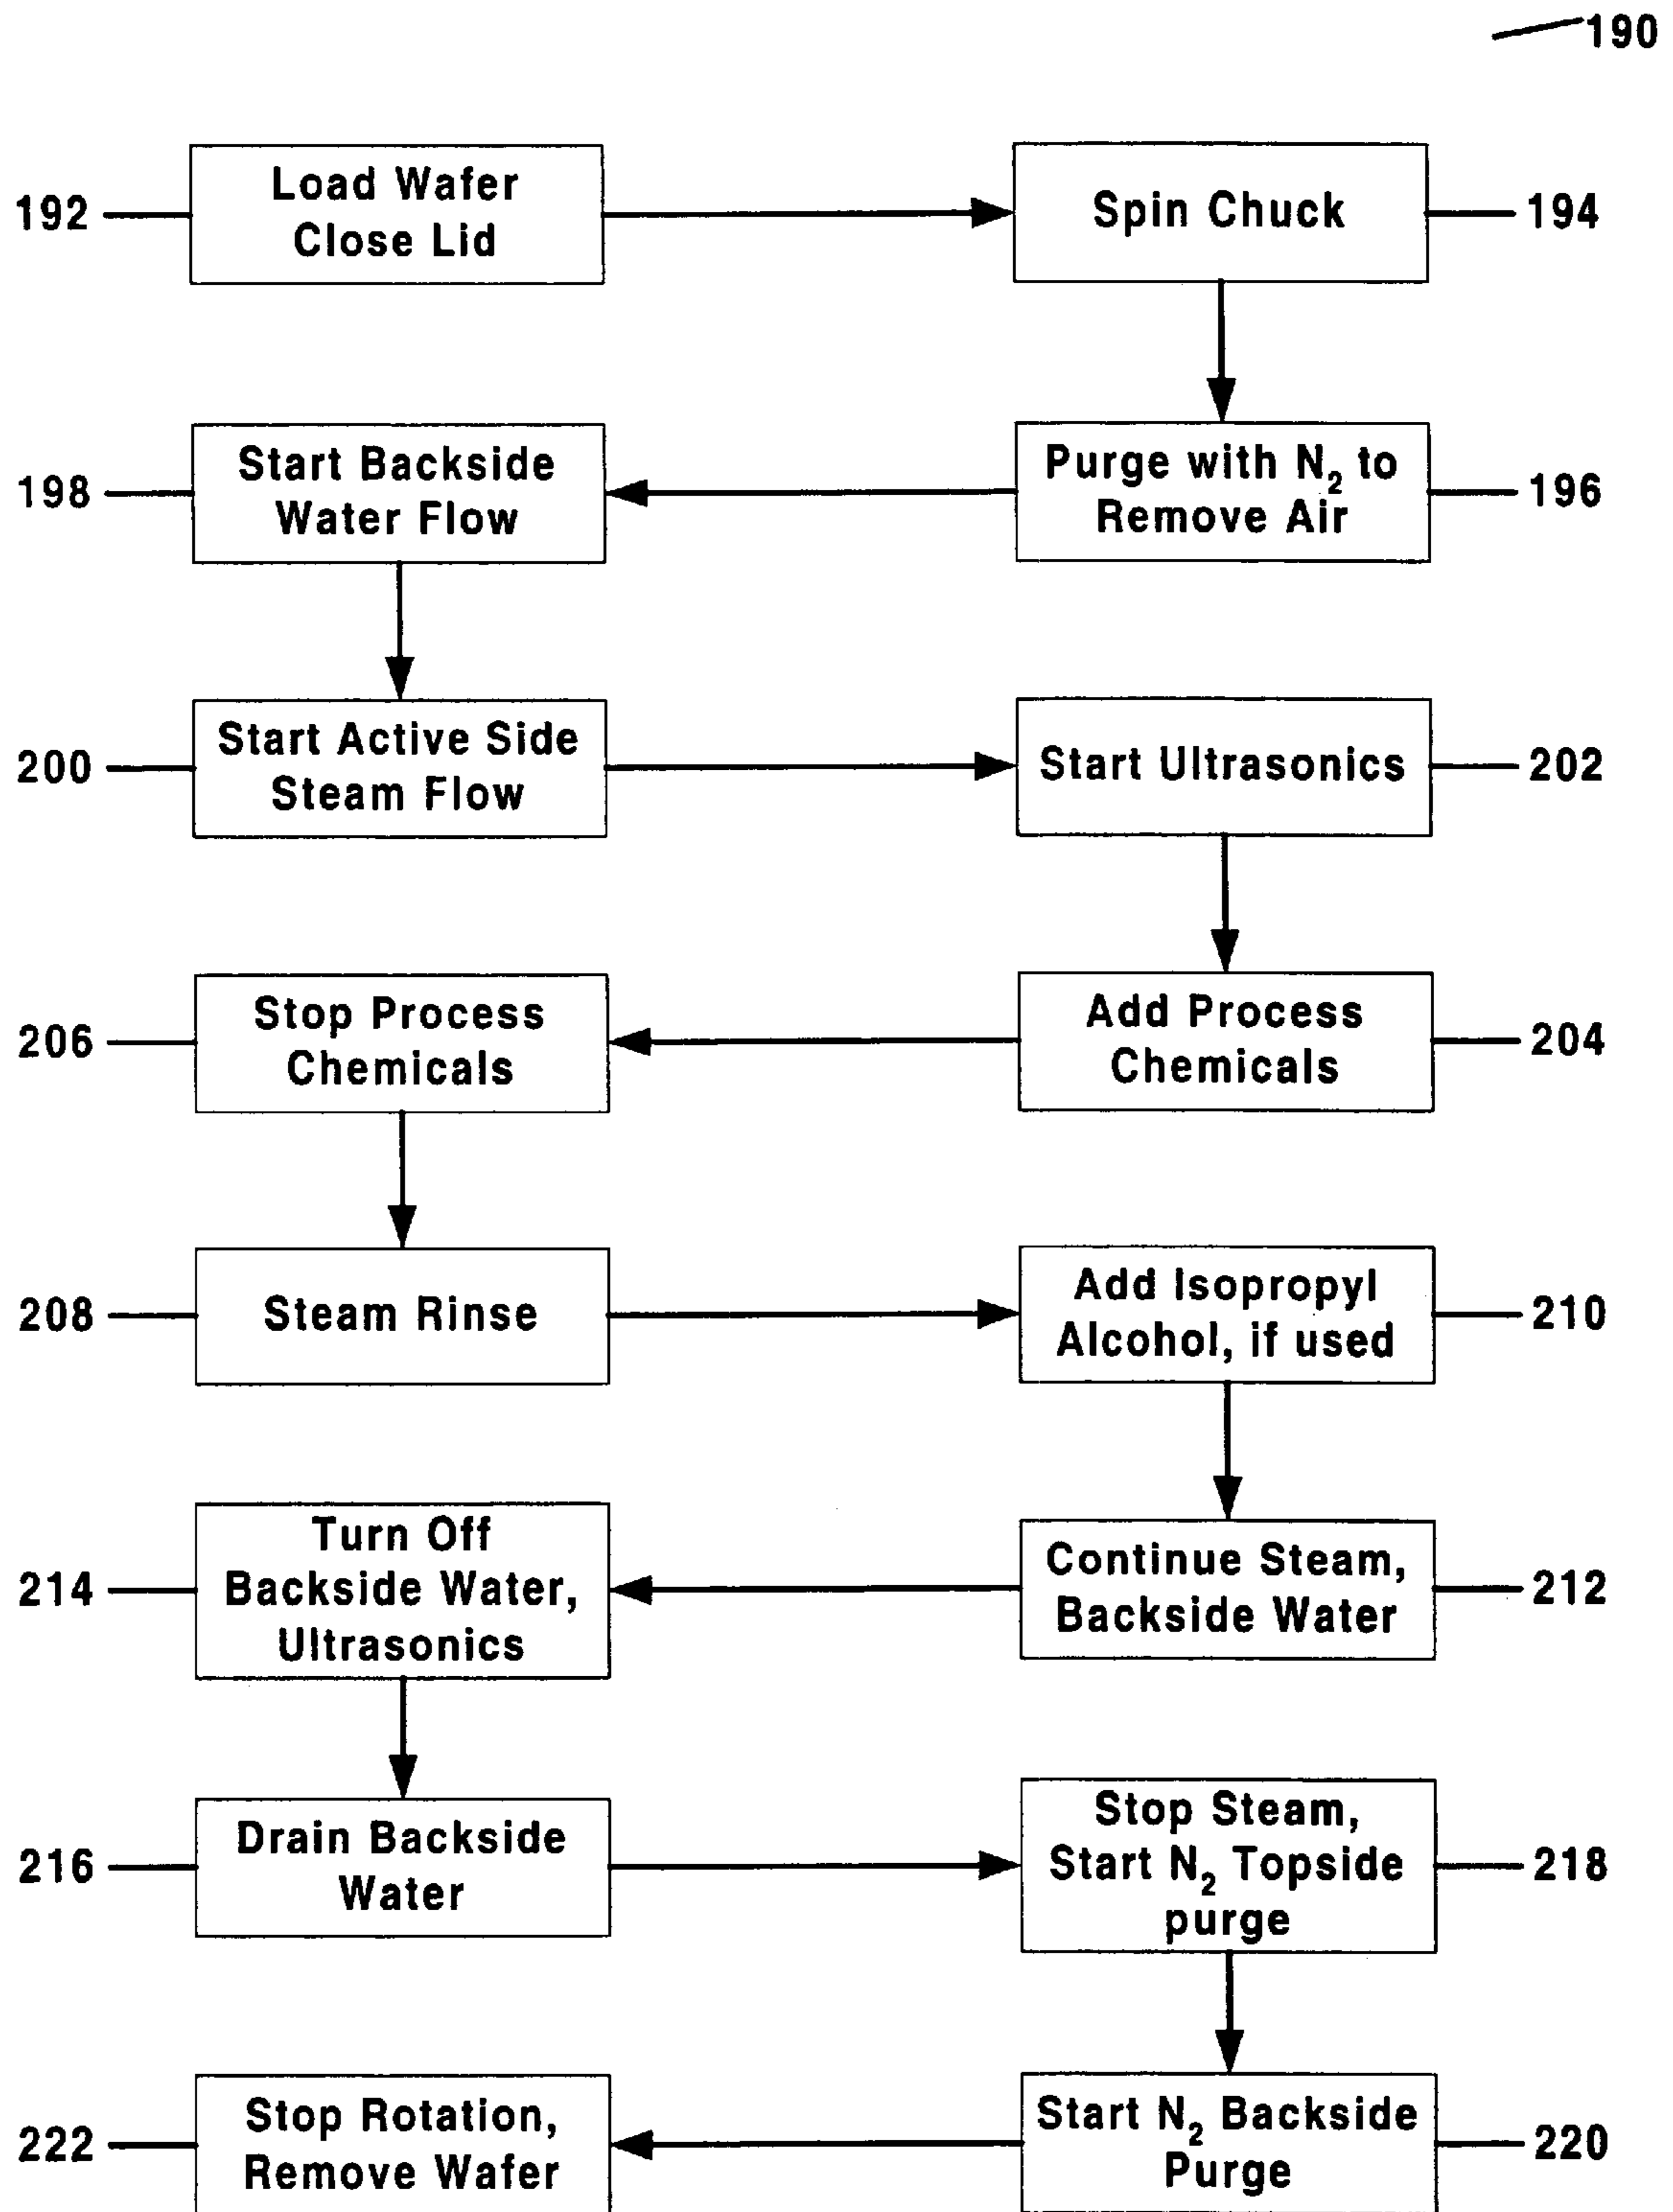 190
192
Load Wafer
Close Lid
Spin Chuck
194
198
Start Backside
Water Flow
Purge with N₂ to
Remove Air
196
200
Start Active Side
Steam Flow
Start Ultrasonics
202
206
Stop Process
Chemicals
Add Process
Chemicals
204
208
Steam Rinse
Add Isopropyl
Alcohol, if used
210
214
Turn Off
Backside Water,
Ultrasonics
Continue Steam,
Backside Water
212
216
Drain Backside
Water
Stop Steam,
Start N₂ Topside
purge
218
222
Stop Rotation,
Remove Wafer
Start N₂ Backside
Purge
220